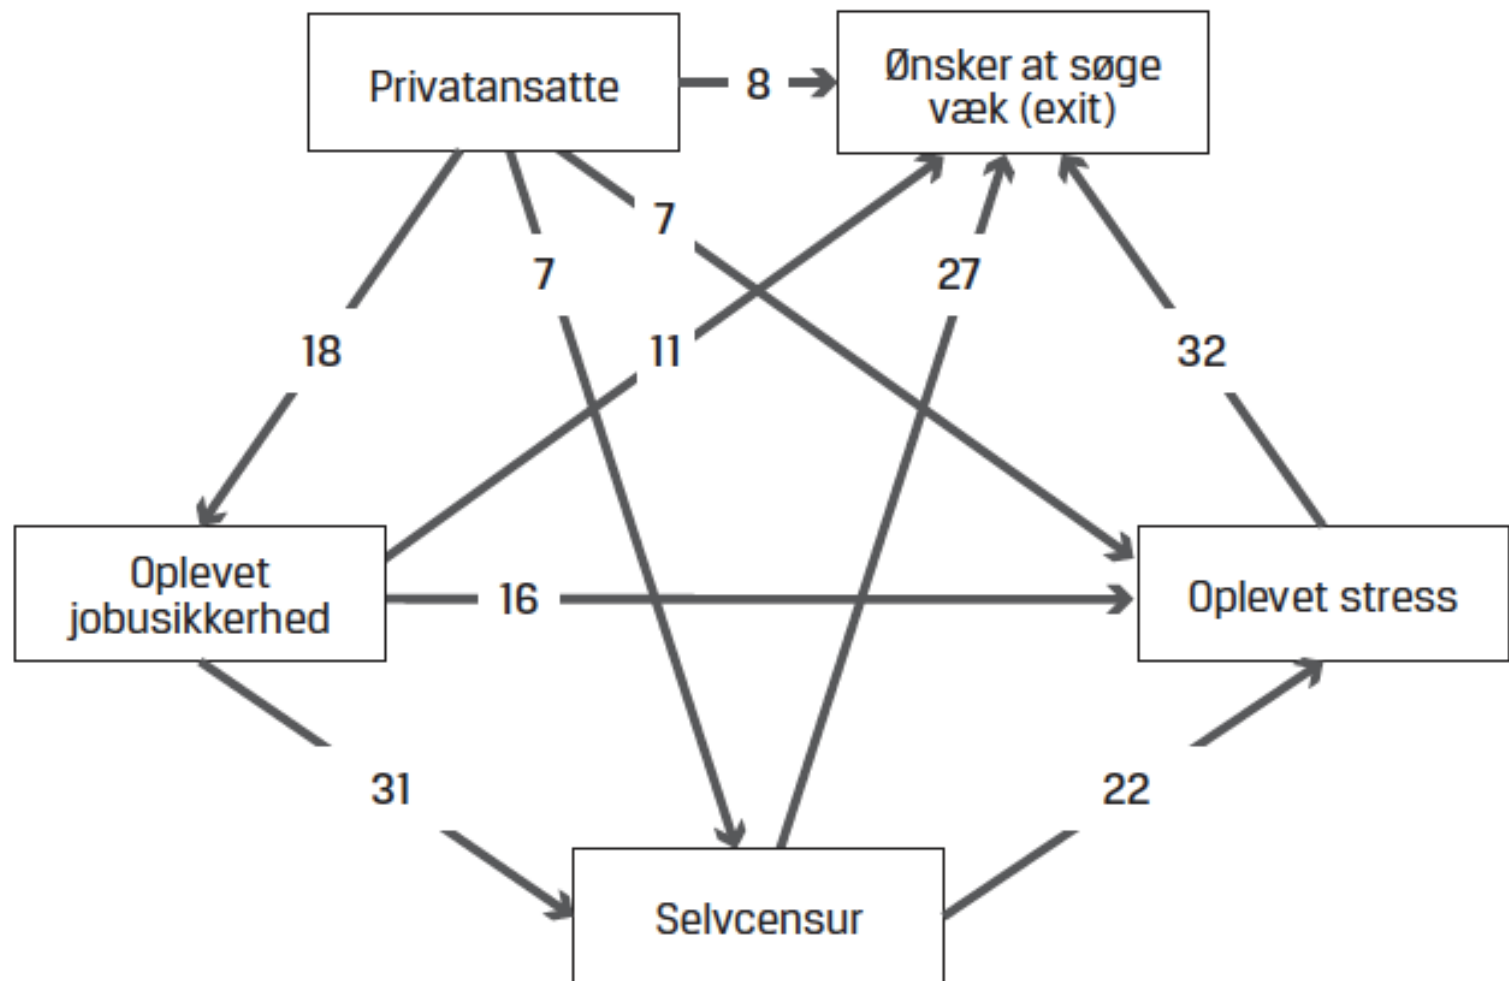 Privatansatte
8
Ønsker at søge
væk (exit)
7
7
27
18
11
32
Oplevet
jobusikkerhed
16
Oplevet stress
31
22
Selvcensur